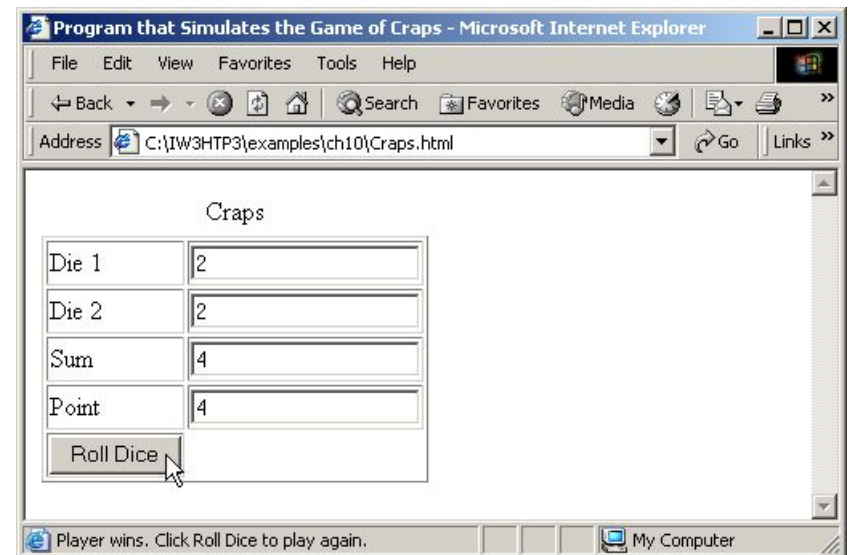 Program that Simulates the Game of Craps - Microsoft Internet Explorer
File Edit View Favorites Tools Help
Back Search Favorites Media »
Address C:\IW3HTP3\examples\ch10\Craps.html Go Links »
Craps
Die 1 2
Die 2 2
Sum 4
Point 4
Roll Dice
Player wins. Click Roll Dice to play again. My Computer